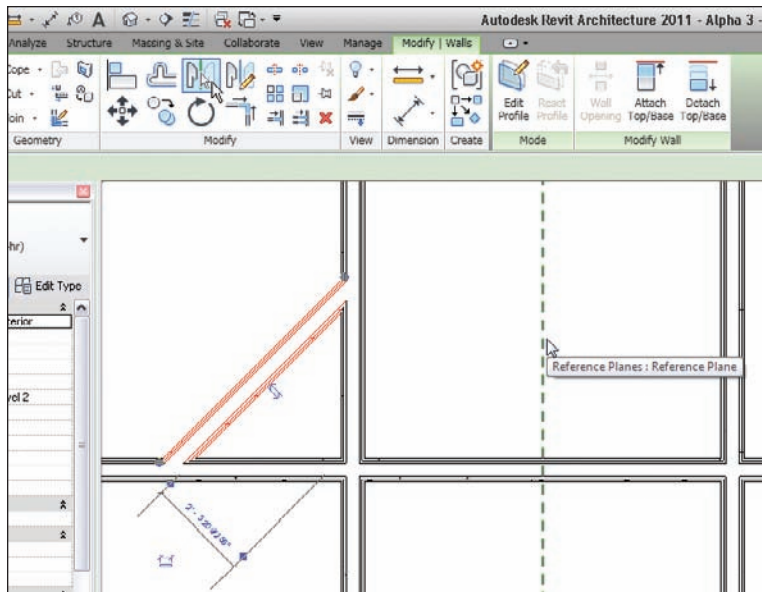 Autodesk Revit Architecture 2011 - Alpha 3 -
Analyze Structure Massing & Site Collaborate View Manage Modify | Walls
Cope
Cut
Join
Edit Profile
Reset Profile
Wall Opening
Attach Top/Base
Detach Top/Base
Geometry Modify View Dimension Create Mode Modify Wall
hr)
Edit Type
terior
vel 2
Reference Planes : Reference Plane